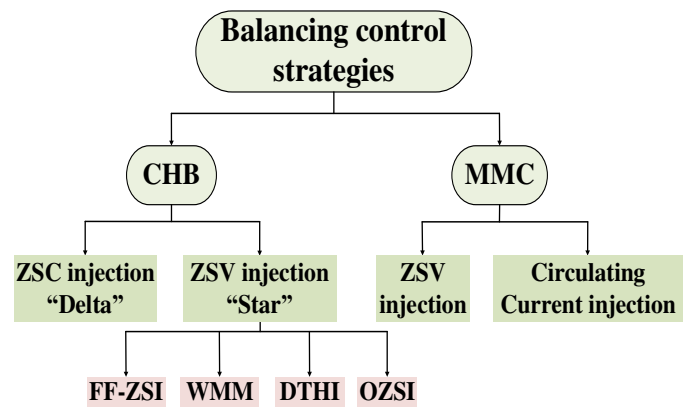 Balancing control
strategies
CHB
MMC
ZSC injection
“Delta”
ZSV injection
“Star”
ZSV
injection
Circulating
Current injection
FF-ZSI
WMM
DTHI
OZSI